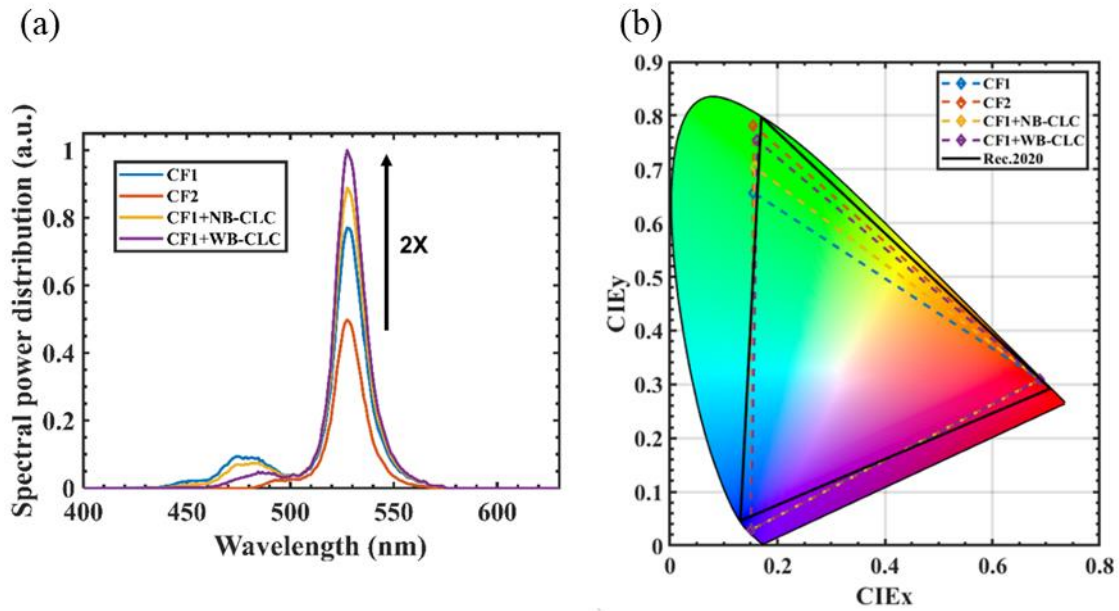 (a)
Spectral power distribution (a.u.)
1
0.8
0.6
0.4
0.2
0
CF1
CF2
CF1+NB-CLC
CF1+WB-CLC
2X
400
450
500
550
600
Wavelength (nm)
(b)
CIEy
0.9
0.8
0.7
0.6
0.5
0.4
0.3
0.2
0.1
0
CF1
CF2
CF1+NB-CLC
CF1+WB-CLC
Rec.2020
0
0.2
0.4
0.6
0.8
CIEx